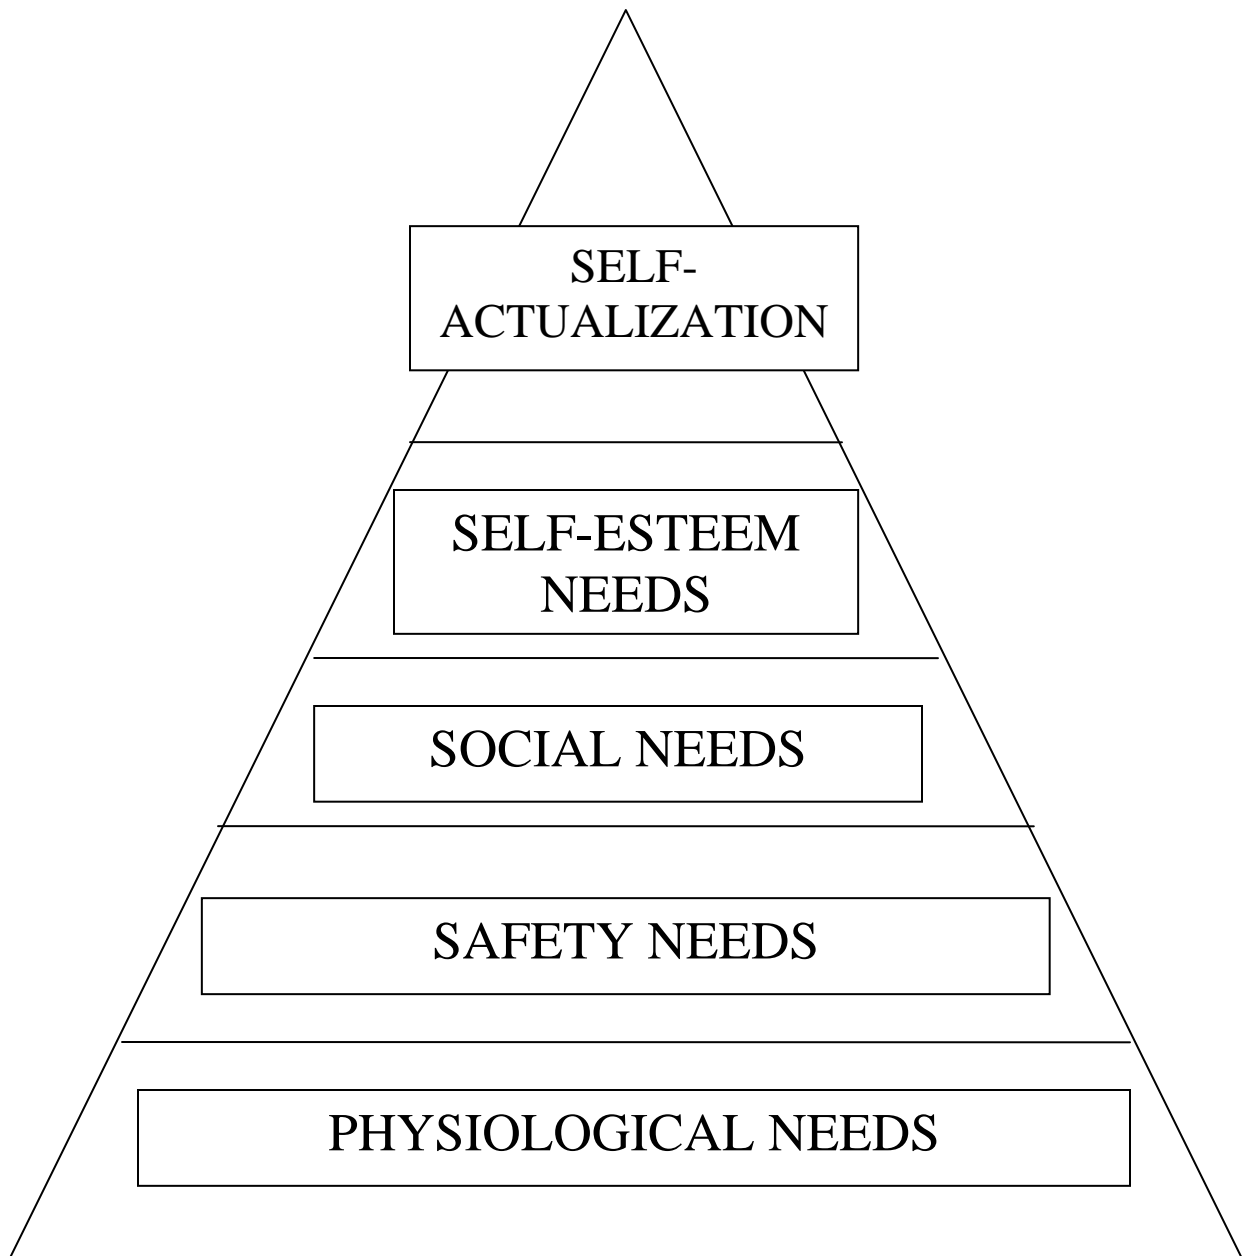 SELF-
ACTUALIZATION
SELF-ESTEEM
NEEDS
SOCIAL NEEDS
SAFETY NEEDS
PHYSIOLOGICAL NEEDS